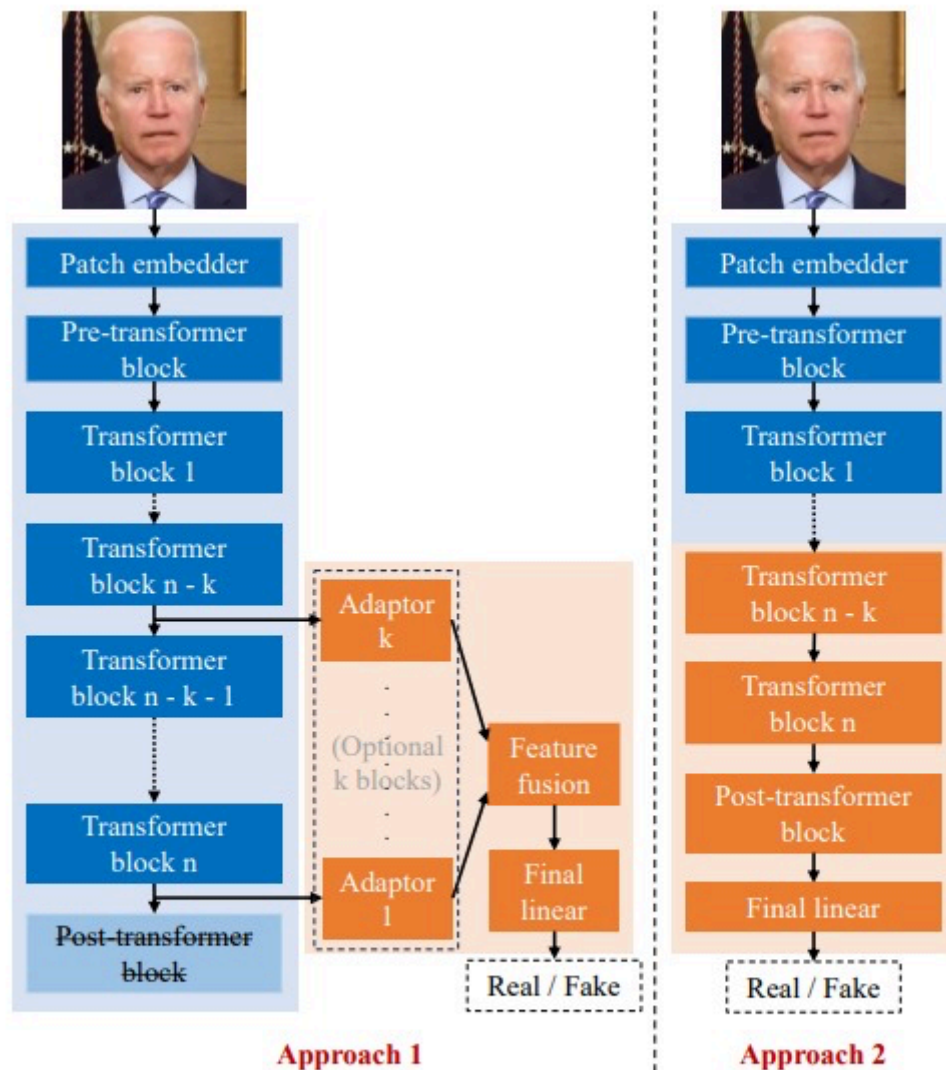 Patch embedder
Pre-transformer
block
Transformer
block 1
Transformer
block n - k
Transformer
block n - k - 1
Transformer
block n
Post-transformer
block
Adaptor
k
(Optional
k blocks)
Adaptor
1
Feature
fusion
Final
linear
Real / Fake
Approach 1
Patch embedder
Pre-transformer
block
Transformer
block 1
Transformer
block n - k
Transformer
block n
Post-transformer
block
Final linear
Real / Fake
Approach 2